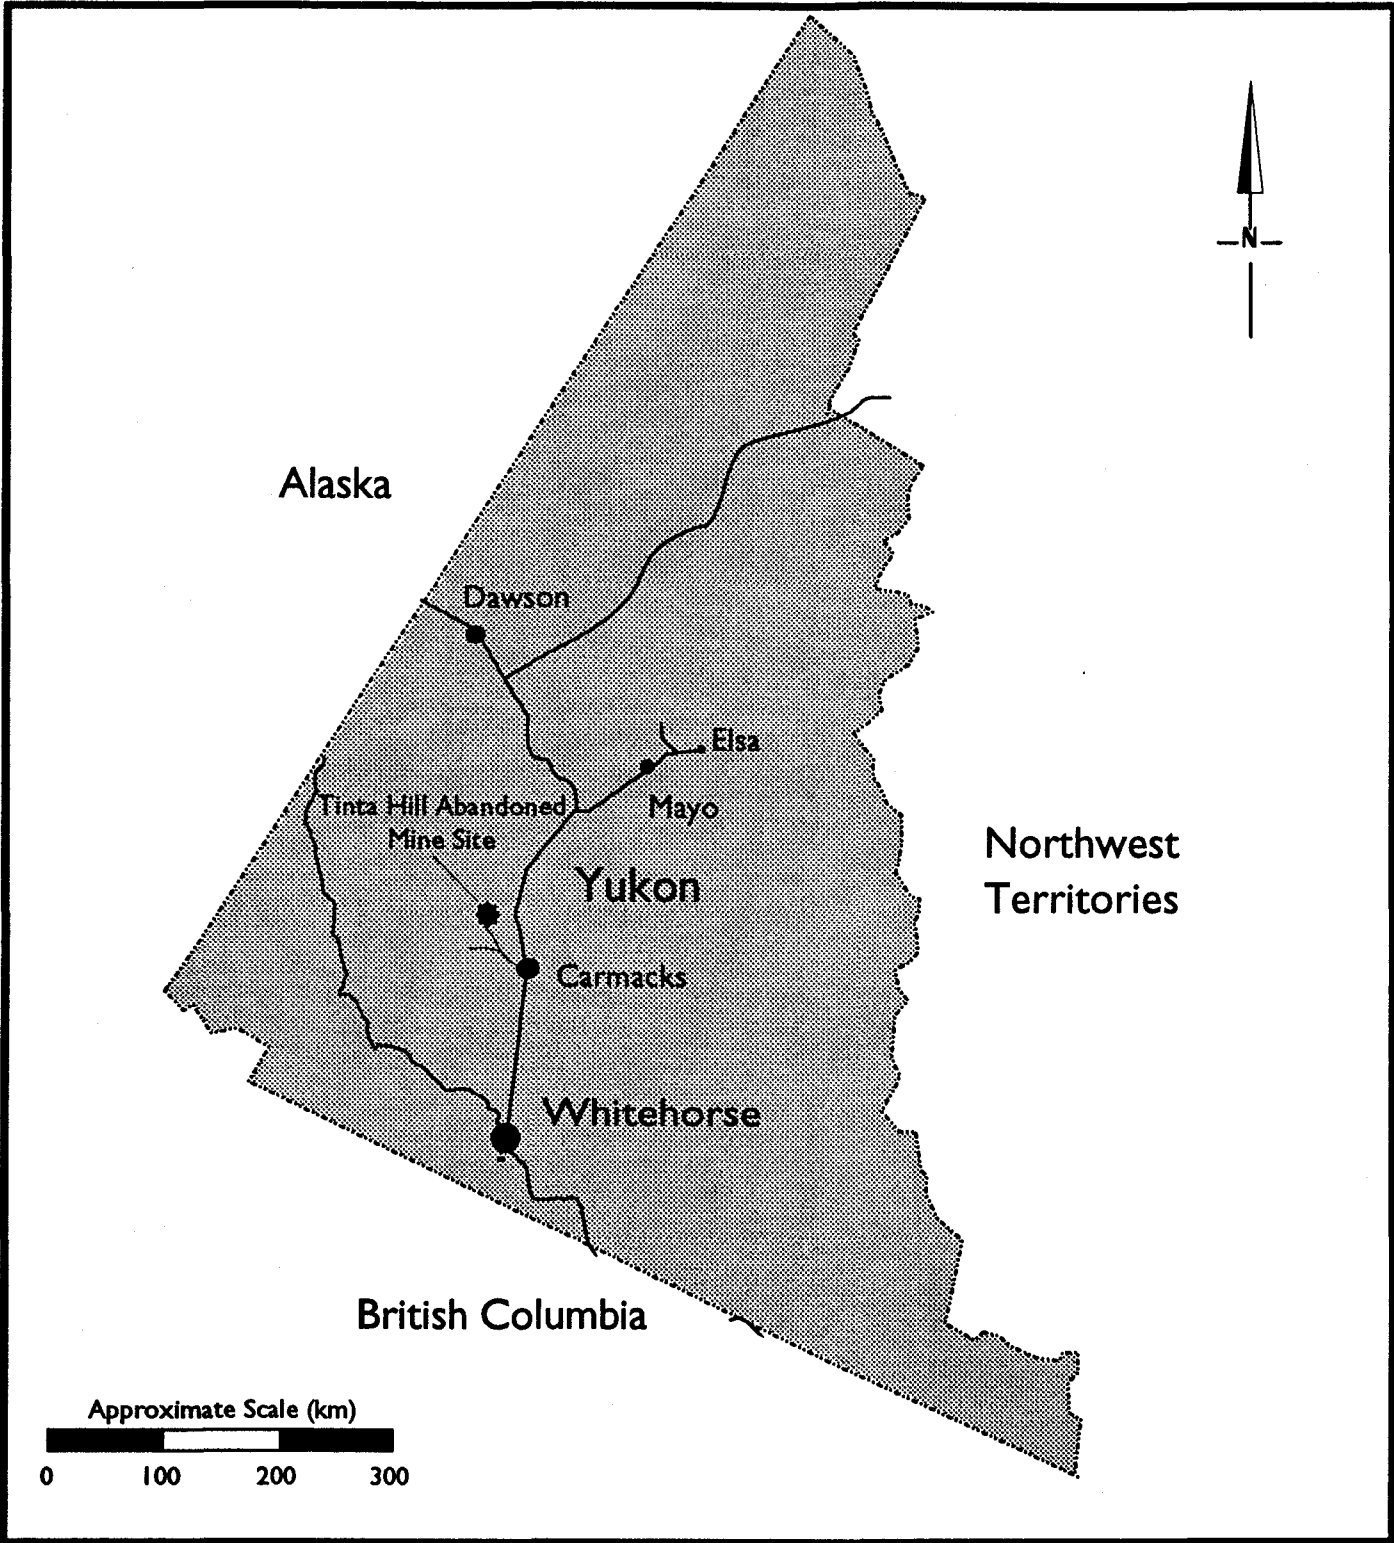 N
Alaska
Dawson
Elsa
Tinta Hill Abandoned
Mine Site
Mayo
Northwest
Territories
Yukon
Carmacks
Whitehorse
British Columbia
Approximate Scale (km)
0 100 200 300